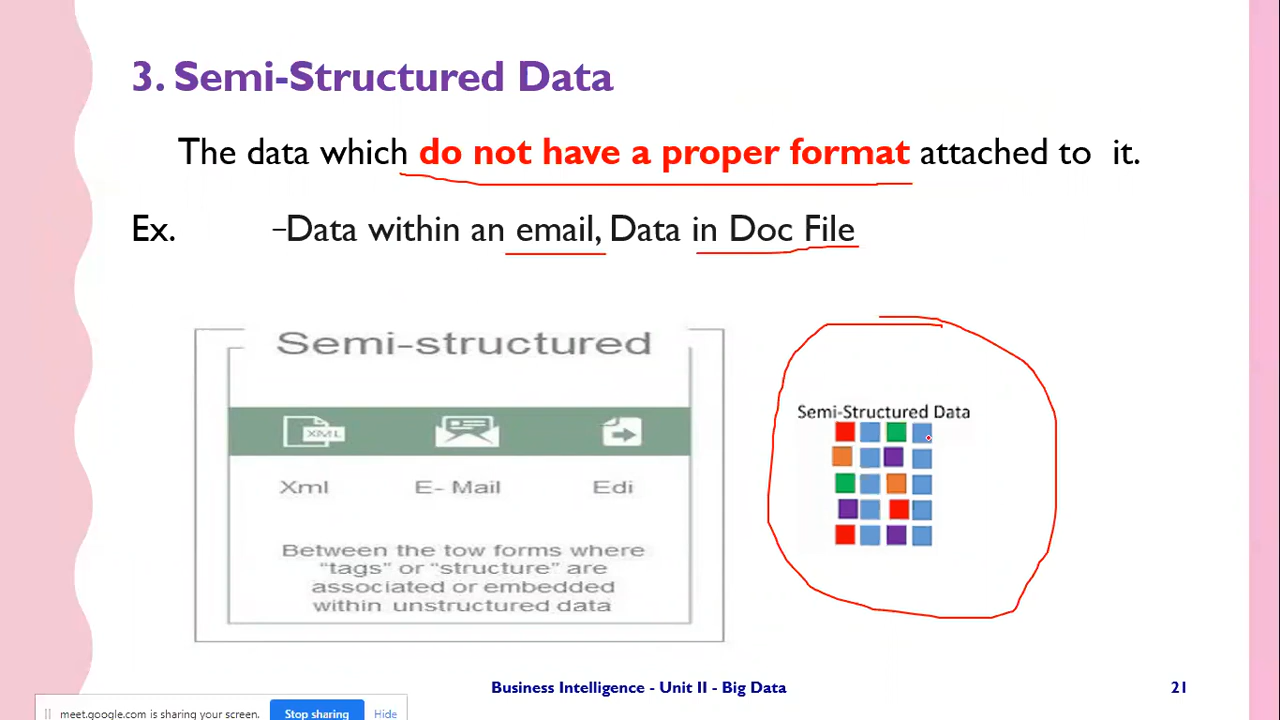 3. Semi-Structured Data
The data which do not have a proper format attached to it.
Ex. –Data within an email, Data in Doc File
Semi-structured
XML
Xml E- Mail Edi
Between the tow forms where
"tags" or "structure" are
associated or embedded
within unstructured data
Semi-Structured Data
Business Intelligence - Unit II - Big Data 21
meet.google.com is sharing your screen. Stop sharing Hide